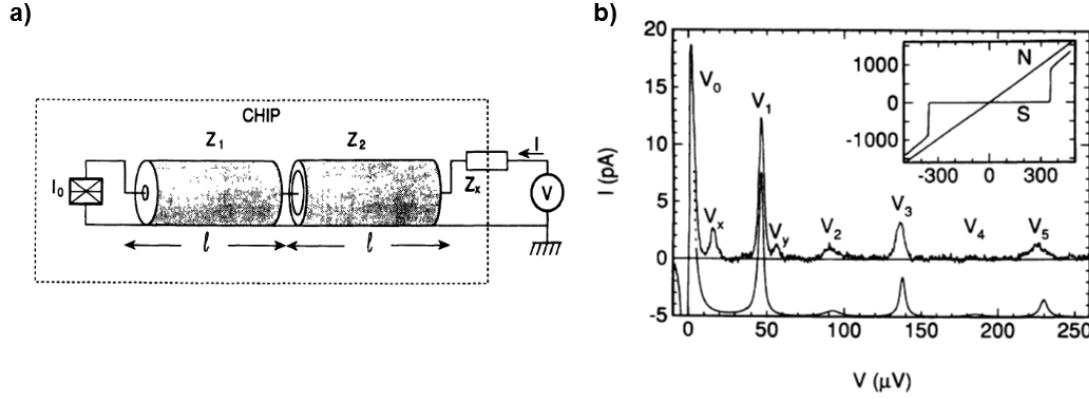 a)
CHIP
Z1
Z2
I0
Zx
I
V
ℓ
ℓ
b)
I (pA)
20
15
10
5
0
-5
V0
Vx
V1
Vy
V2
V3
V4
V5
1000
0
-1000
N
S
-300
0
300
0
50
100
150
200
250
V (μV)